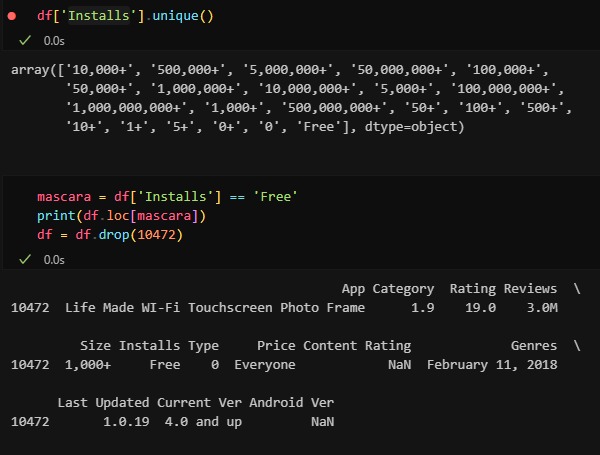 df['Installs'].unique()
0.0s
array(['10,000+', '500,000+', '5,000,000+', '50,000,000+', '100,000+',
'50,000+', '1,000,000+', '10,000,000+', '5,000+', '100,000,000+',
'1,000,000,000+', '1,000+', '500,000,000+', '50+', '100+', '500+',
'10+', '1+', '5+', '0+', '0', 'Free'], dtype=object)
mascara = df['Installs'] == 'Free'
print(df.loc[mascara])
df = df.drop(10472)
0.0s
App Category  Rating Reviews  \
10472  Life Made WI-Fi Touchscreen Photo Frame      1.9    19.0    3.0M
Size Installs Type     Price Content Rating             Genres  \
10472  1,000+     Free    0  Everyone            NaN  February 11, 2018
Last Updated Current Ver Android Ver
10472       1.0.19  4.0 and up         NaN